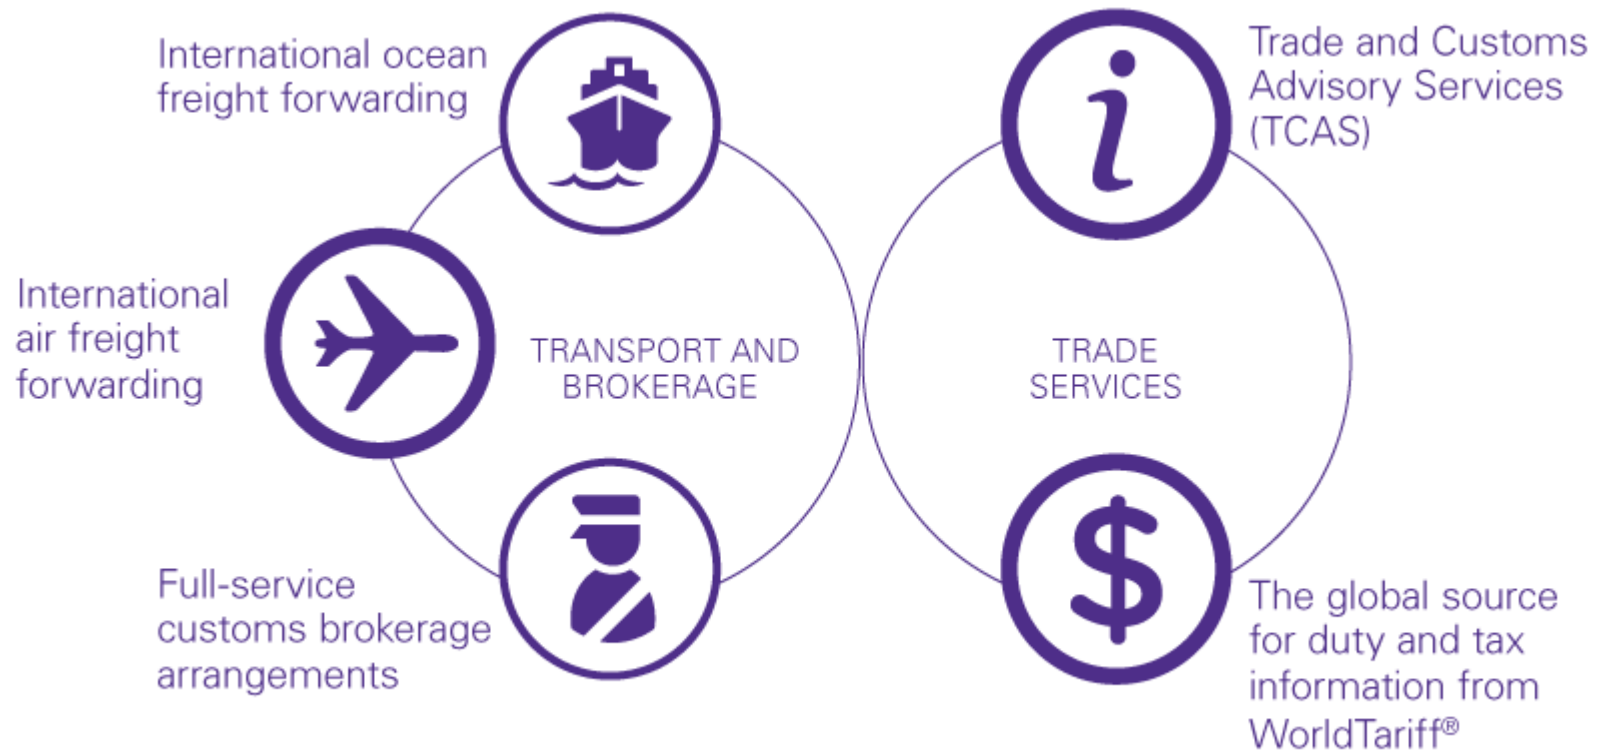 International ocean
freight forwarding
International
air freight
forwarding
Full-service
customs brokerage
arrangements
TRANSPORT AND
BROKERAGE
TRADE
SERVICES
Trade and Customs
Advisory Services
(TCAS)
The global source
for duty and tax
information from
WorldTariff®